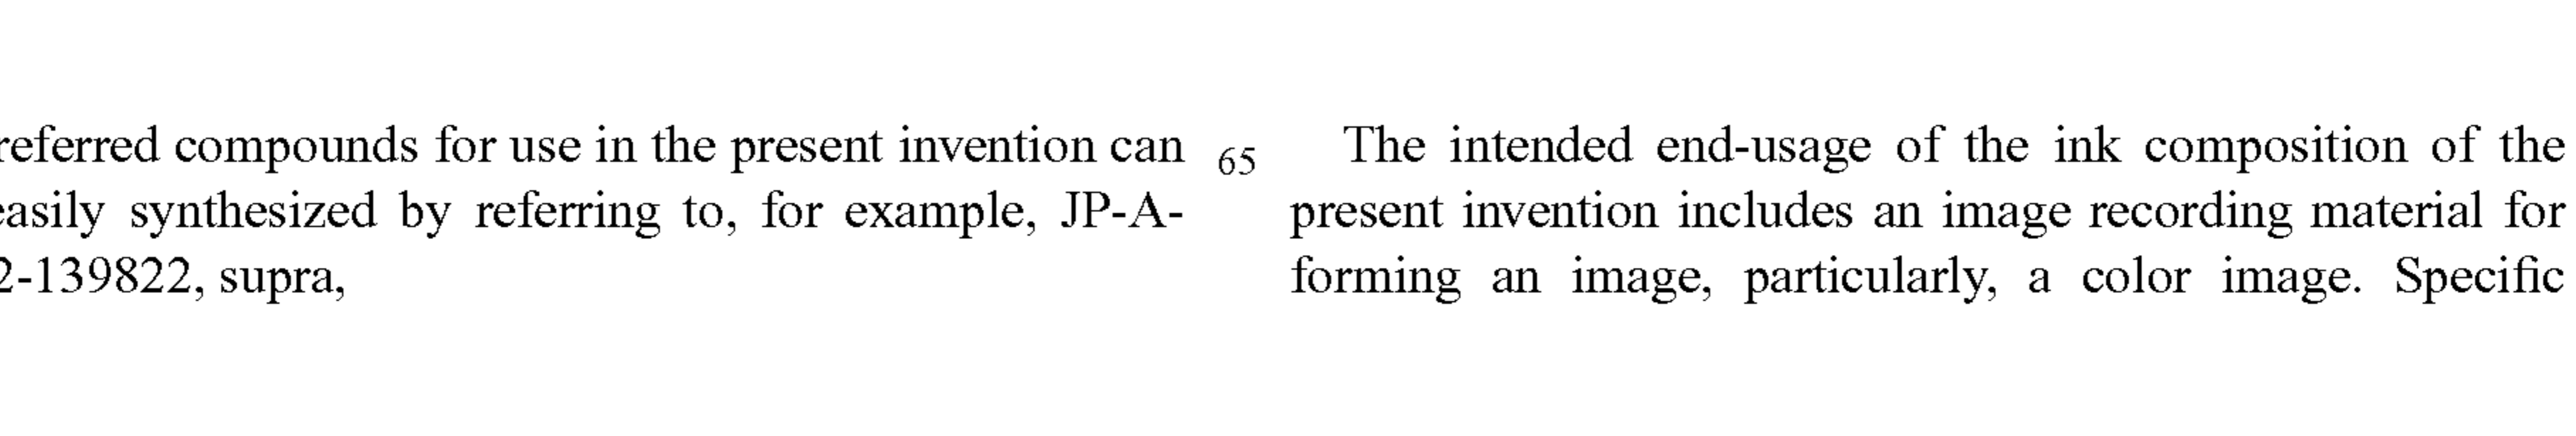 referred compounds for use in the present invention can
easily synthesized by referring to, for example, JP-A-
2-139822, supra,
65
The intended end-usage of the ink composition of the
present invention includes an image recording material for
forming an image, particularly, a color image. Specific